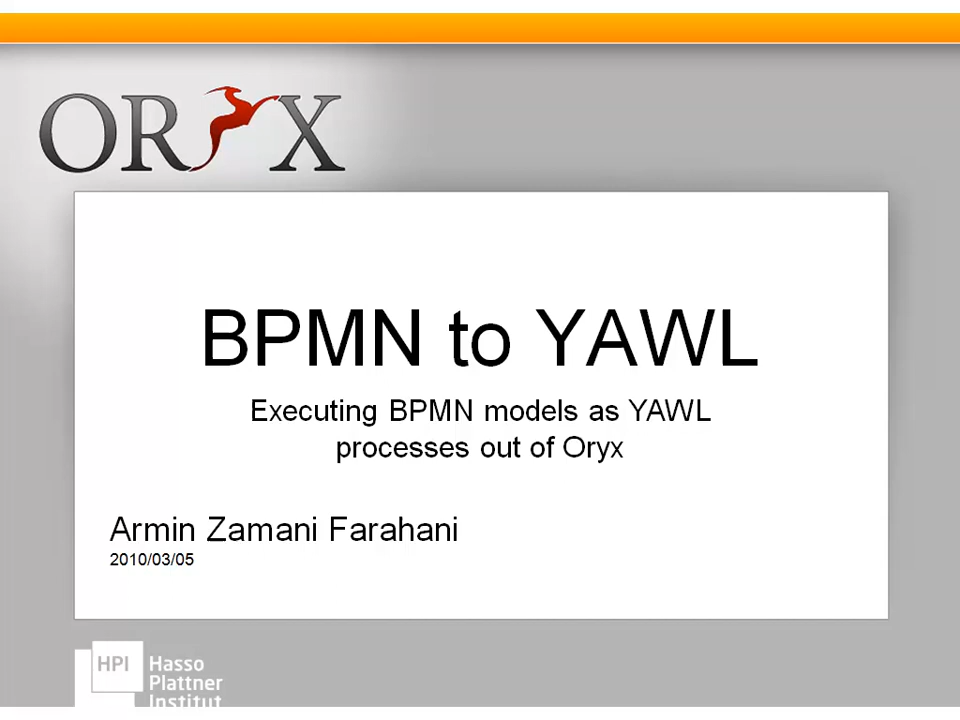 ORYX
BPMN to YAWL
Executing BPMN models as YAWL
processes out of Oryx
Armin Zamani Farahani
2010/03/05
HPI
Hasso
Plattner
Institut